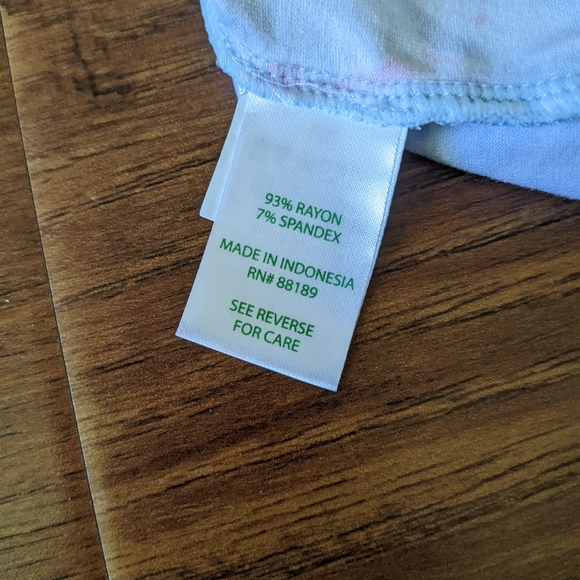 93% RAYON
7% SPANDEX
MADE IN INDONESIA
RN# 88189
SEE REVERSE
FOR CARE